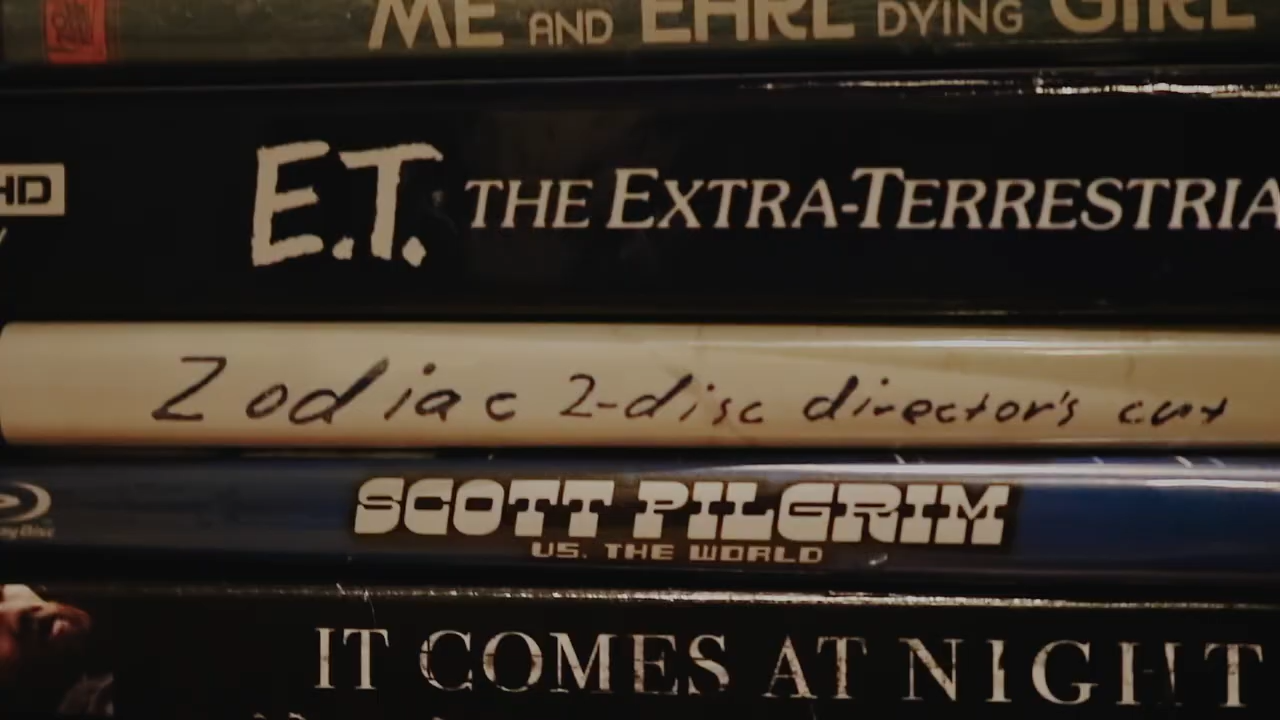 ME AND EARL DYING GIRL
HD
E.T. THE EXTRA-TERRESTRIA
Zodiac 2-disc director's cut
SCOTT PILGRIM
VS. THE WORLD
IT COMES AT NIGHT